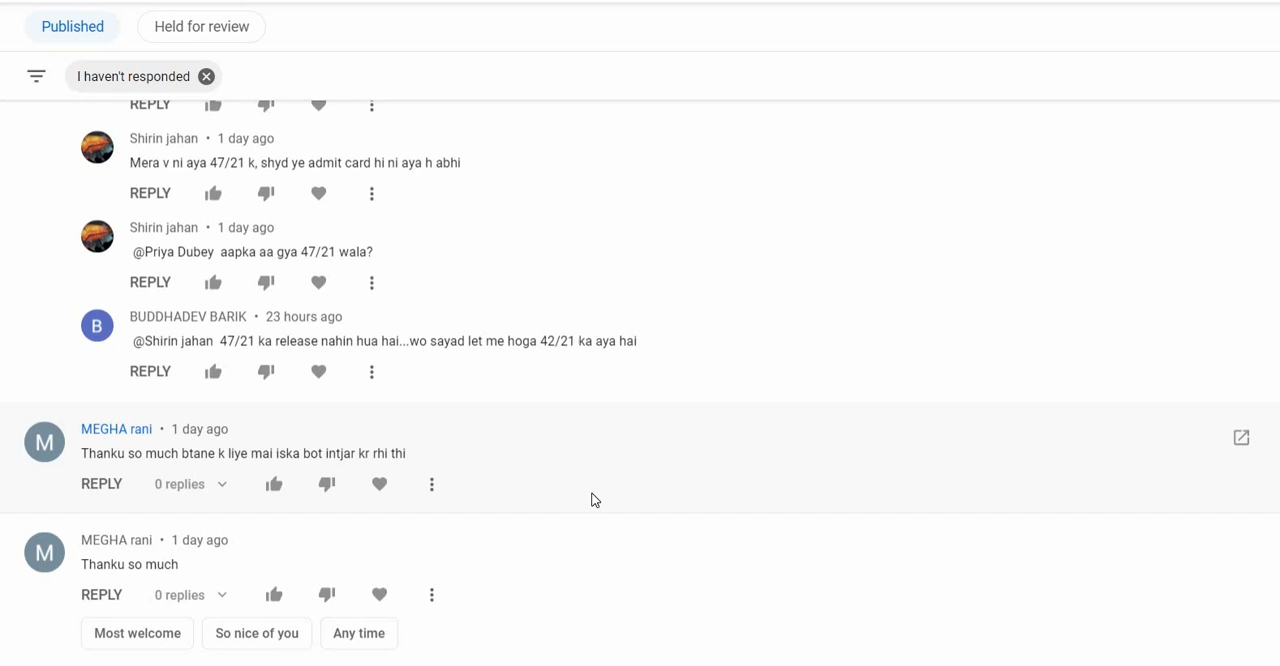 Published Held for review
I haven't responded
REPLY
Shirin jahan • 1 day ago
Mera v ni aya 47/21 k, shyd ye admit card hi ni aya h abhi
REPLY
Shirin jahan • 1 day ago
@Priya Dubey aapka aa gya 47/21 wala?
REPLY
B
BUDDHADEV BARIK • 23 hours ago
@Shirin jahan 47/21 ka release nahin hua hai...wo sayad let me hoga 42/21 ka aya hai
REPLY
M
MEGHA rani • 1 day ago
Thanku so much btane k liye mai iska bot intjar kr rhi thi
REPLY 0 replies
M
MEGHA rani • 1 day ago
Thanku so much
REPLY 0 replies
Most welcome So nice of you Any time